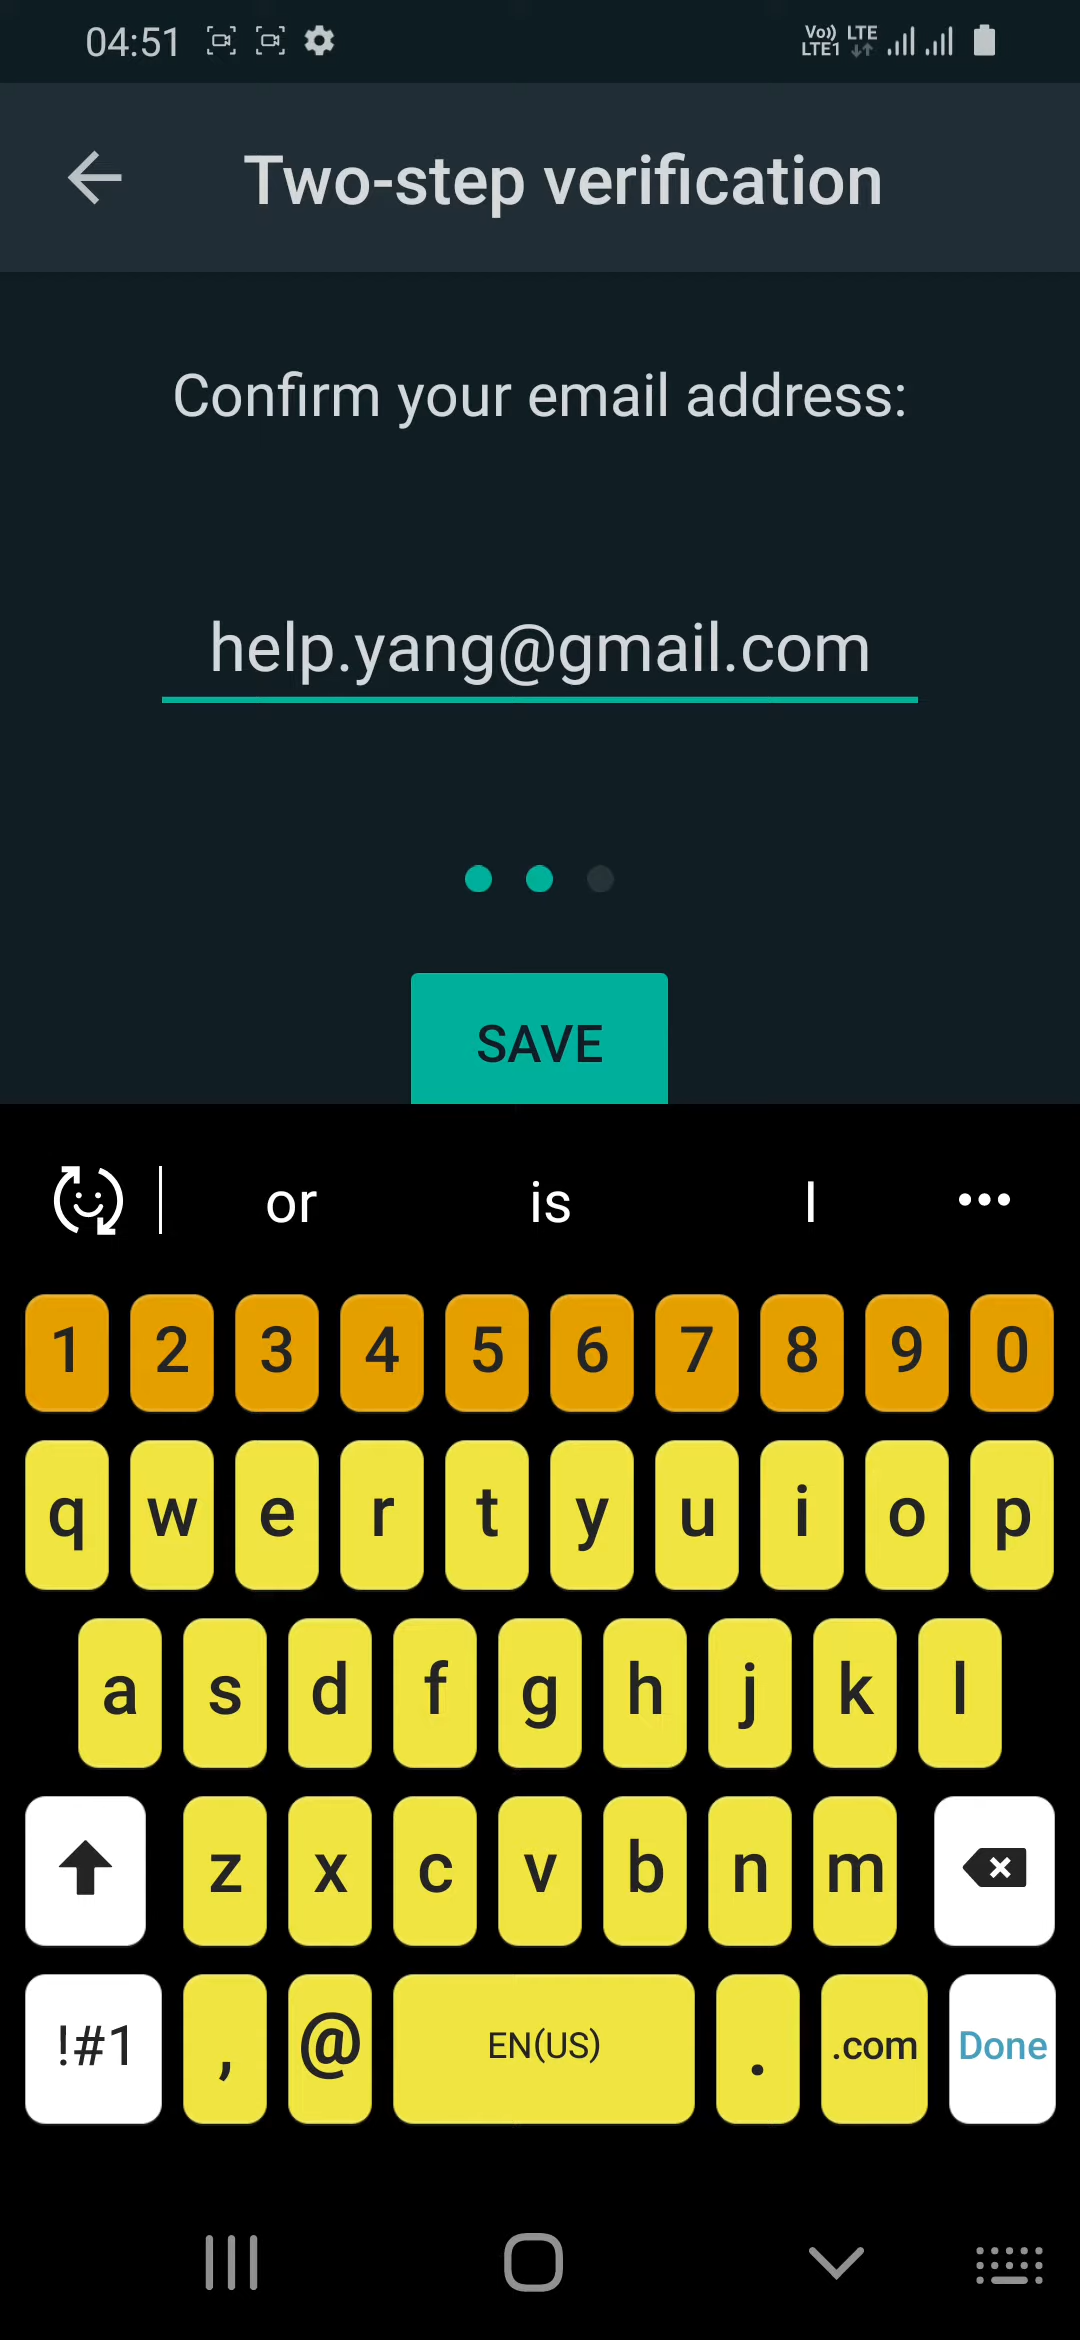 04:51 Vo)) LTE1 LTE
Two-step verification
Confirm your email address:
help.yang@gmail.com
SAVE
or is I
1 2 3 4 5 6 7 8 9 0
q w e r t y u i o p
a s d f g h j k l
z x c v b n m
!#1 , @ EN(US) . .com Done